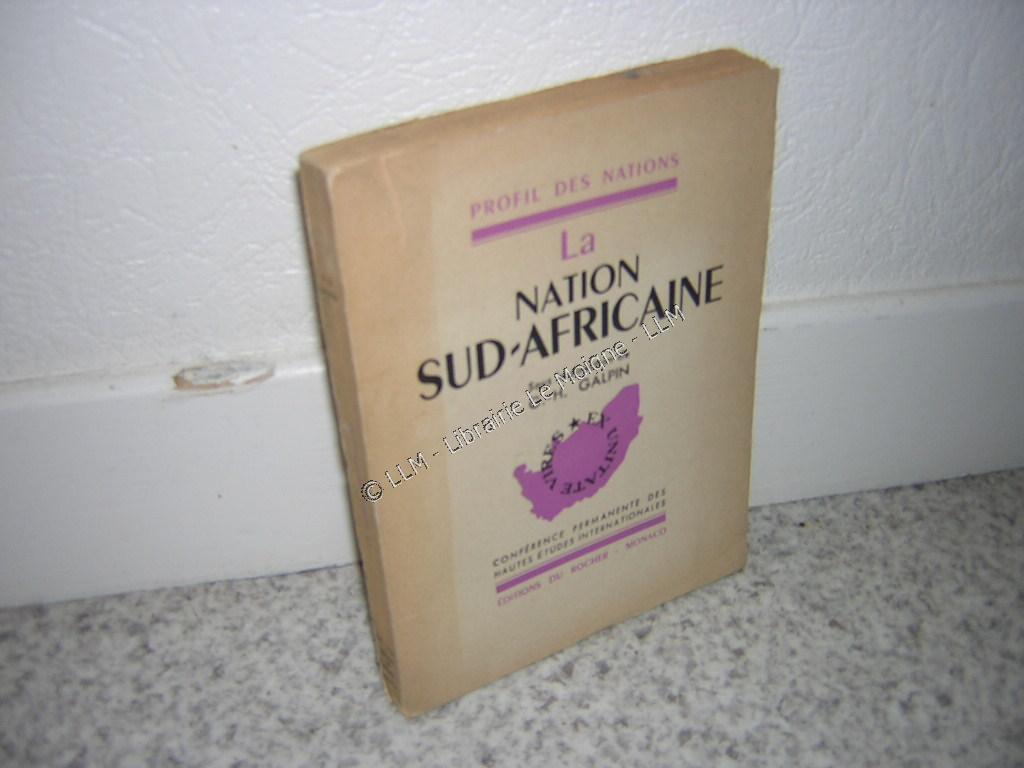 PROFIL DES NATIONS
La
NATION
SUD-AFRICAINE
GALPIN
EX UNITATE VIRES
CONFÉRENCE PERMANENTE DES
HAUTES ÉTUDES INTERNATIONALES
ÉDITIONS DU ROCHER - MONACO
© LLM - Librairie Le Moigne - LLM